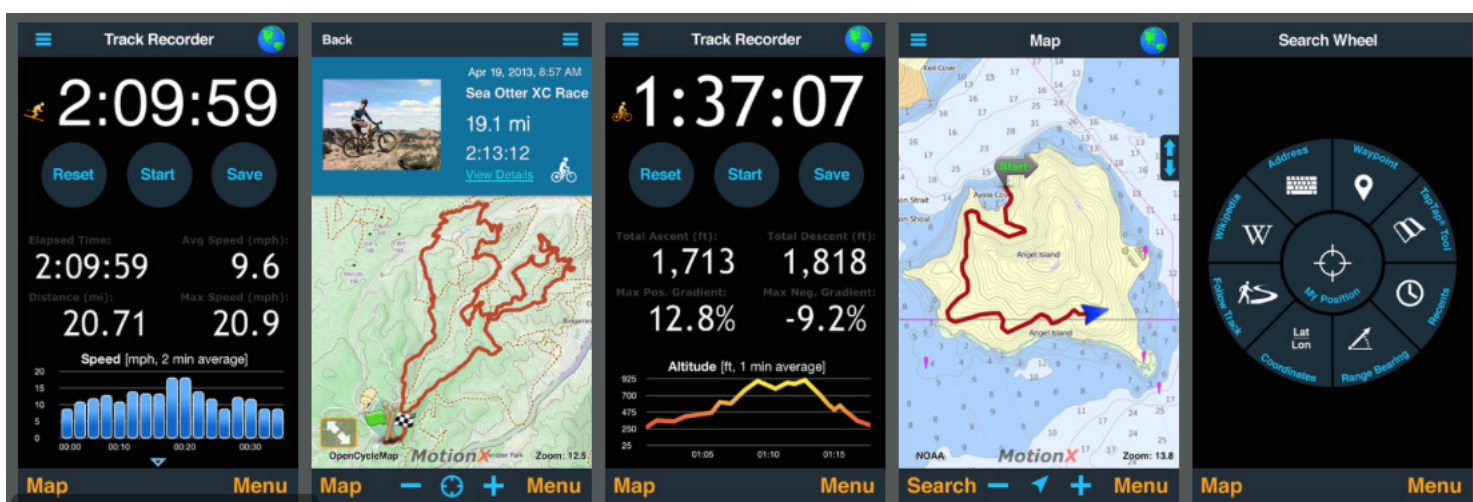 Track Recorder
2:09:59
Reset Start Save
Elapsed Time: Avg Speed (mph):
2:09:59 9.6
Distance (mi): Max Speed (mph):
20.71 20.9
Speed [mph, 2 min average]
20
15
10
5
0
00:00 00:10 00:20 00:30
Map Menu
Back
Apr 19, 2013, 8:57 AM
Sea Otter XC Race
19.1 mi
2:13:12
View Details
OpenCycleMap MotionX Zoom: 12.5
Map Menu
Track Recorder
1:37:07
Reset Start Save
Total Ascent (ft): Total Descent (ft):
1,713 1,818
Max Pos. Gradient: Max Neg. Gradient:
12.8% -9.2%
Altitude [ft, 1 min average]
925
700
475
250
25
01:05 01:10 01:15
Map Menu
Map
Keil Cove
Start
Angel Island
Angel Island
NOAA MotionX Zoom: 13.8
Search Menu
Search Wheel
Address
Waypoint
Wikipedia
W
TapTap® Tool
My Position
Follow Track
Recents
Lat
Lon
Coordinates
Range Bearing
Map Menu